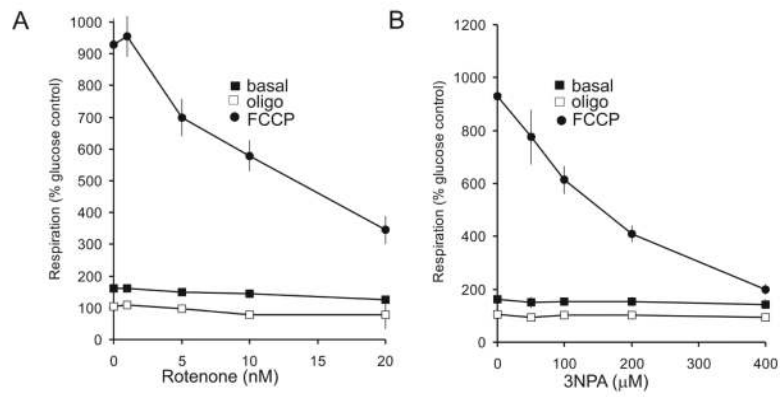 A
Respiration (% glucose control)
1000
900
800
700
600
500
400
300
200
100
0
basal
oligo
FCCP
0
5
10
15
20
Rotenone (nM)
B
Respiration (% glucose control)
1200
1000
800
600
400
200
0
basal
oligo
FCCP
0
100
200
300
400
3NPA (μM)